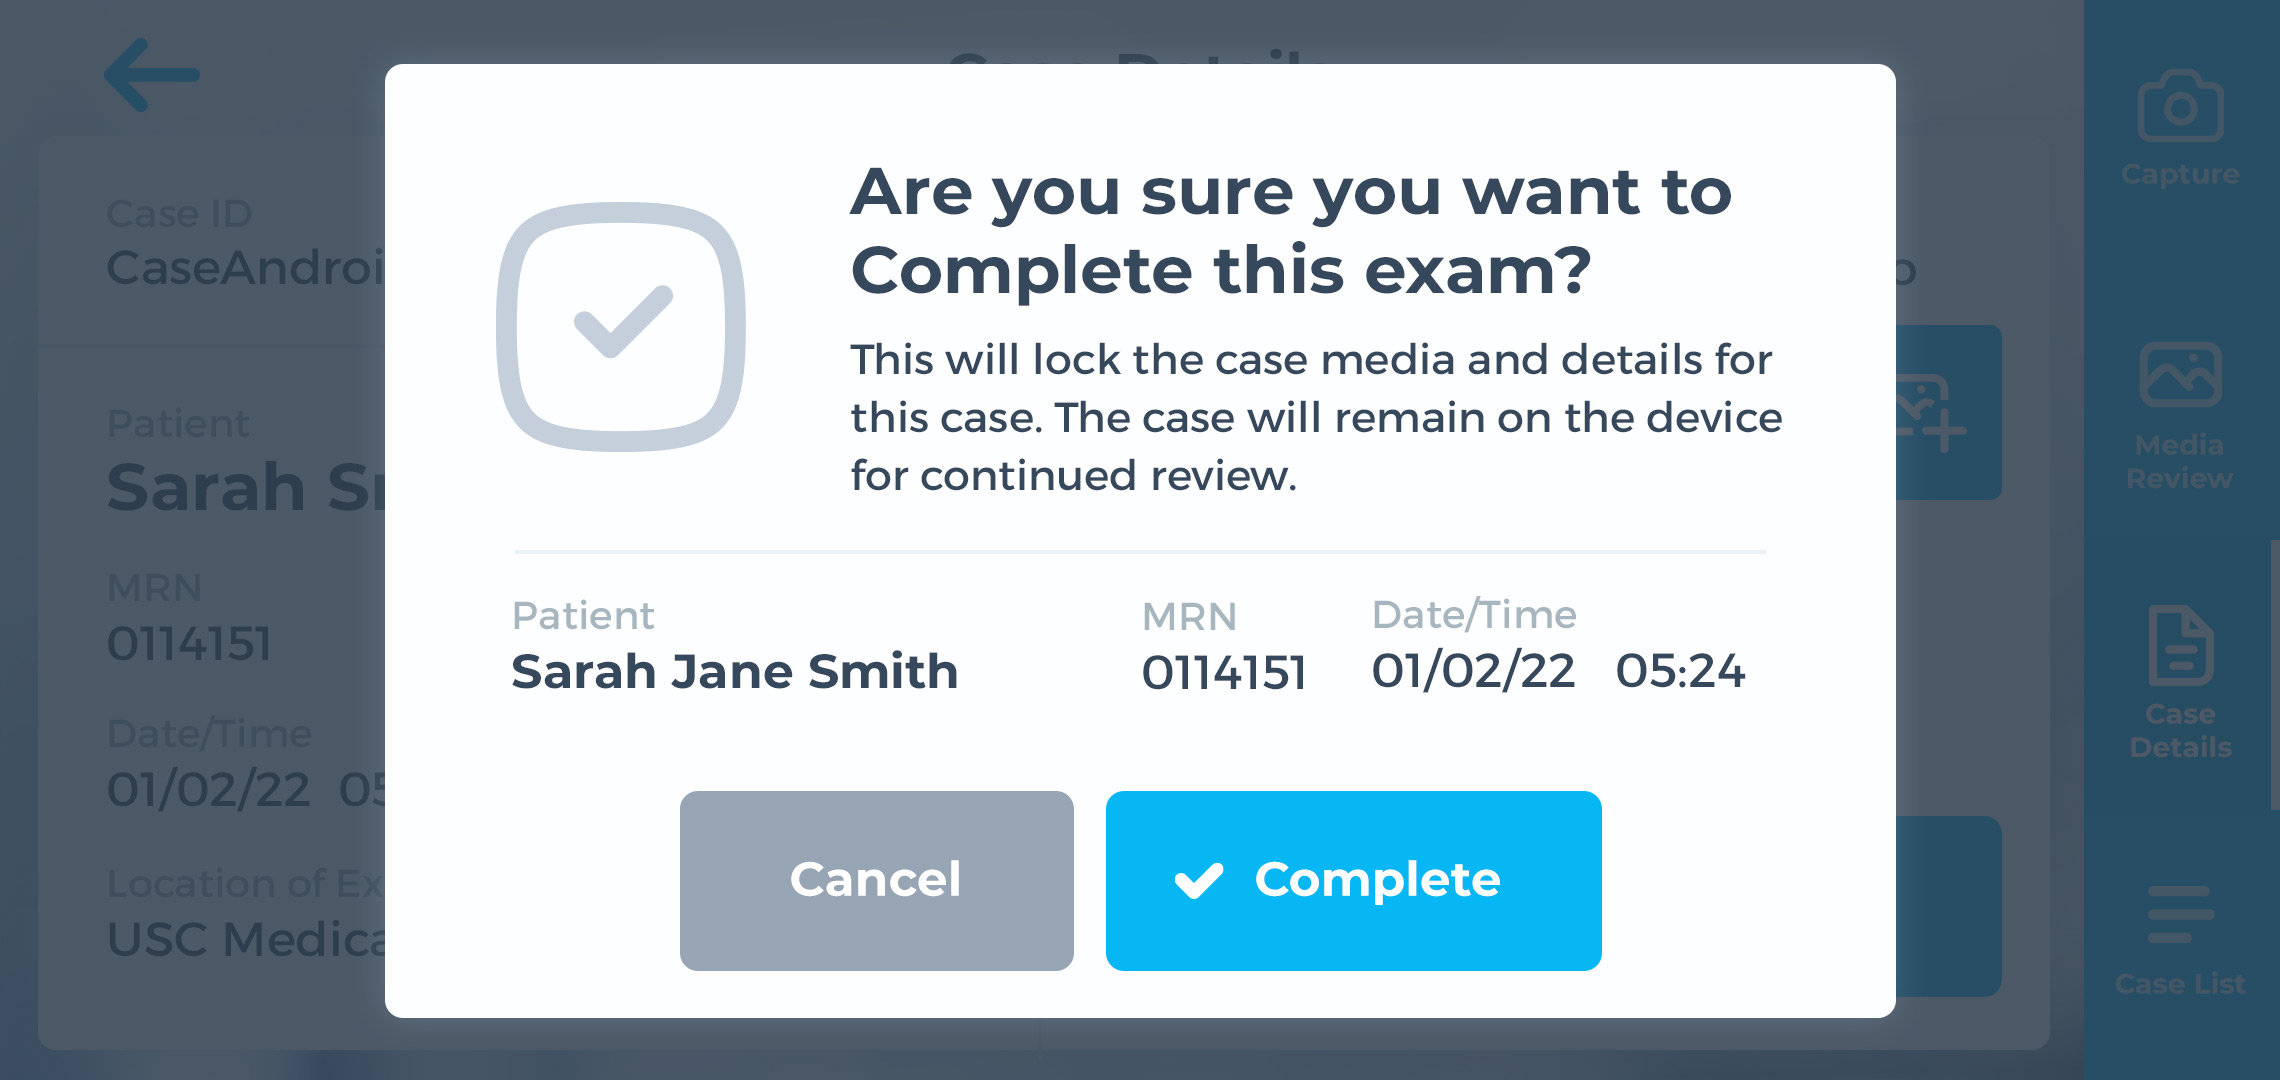 Case Details
Are you sure you want to
Complete this exam?
This will lock the case media and details for
this case. The case will remain on the device
for continued review.
Patient
Sarah Jane Smith
MRN
0114151
Date/Time
01/02/22 05:24
Cancel
Complete
Case ID
Patient
Sarah
MRN
0114151
Date/Time
01/02/22
Location of
USC
Capture
Media
Review
Case
Details
Case List